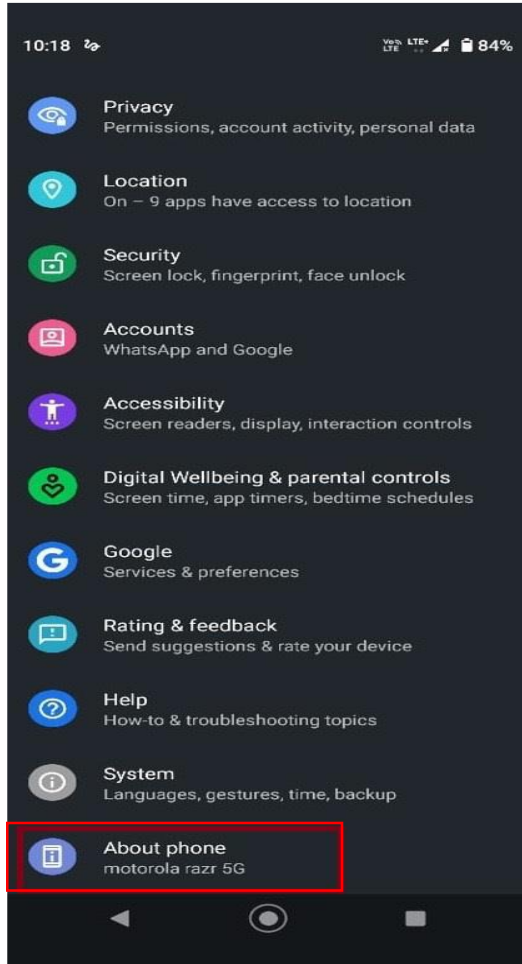 10:18
Vo)) LTE LTE+ 84%
Privacy
Permissions, account activity, personal data
Location
On – 9 apps have access to location
Security
Screen lock, fingerprint, face unlock
Accounts
WhatsApp and Google
Accessibility
Screen readers, display, interaction controls
Digital Wellbeing & parental controls
Screen time, app timers, bedtime schedules
Google
Services & preferences
Rating & feedback
Send suggestions & rate your device
Help
How-to & troubleshooting topics
System
Languages, gestures, time, backup
About phone
motorola razr 5G